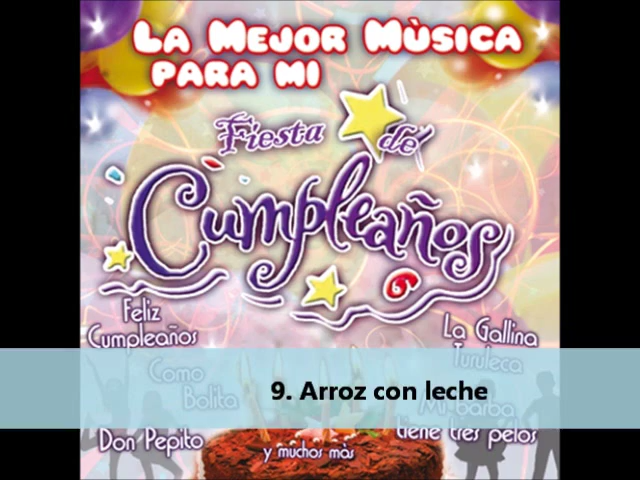 La Mejor Mùsica
para mi
Fiesta de
Cumpleaños
Feliz
Cumpleaños
La Gallina
Turuleca
Como
Bolita
9. Arroz con leche
Mi barba
tiene tres pelos
Don Pepito
y muchos màs